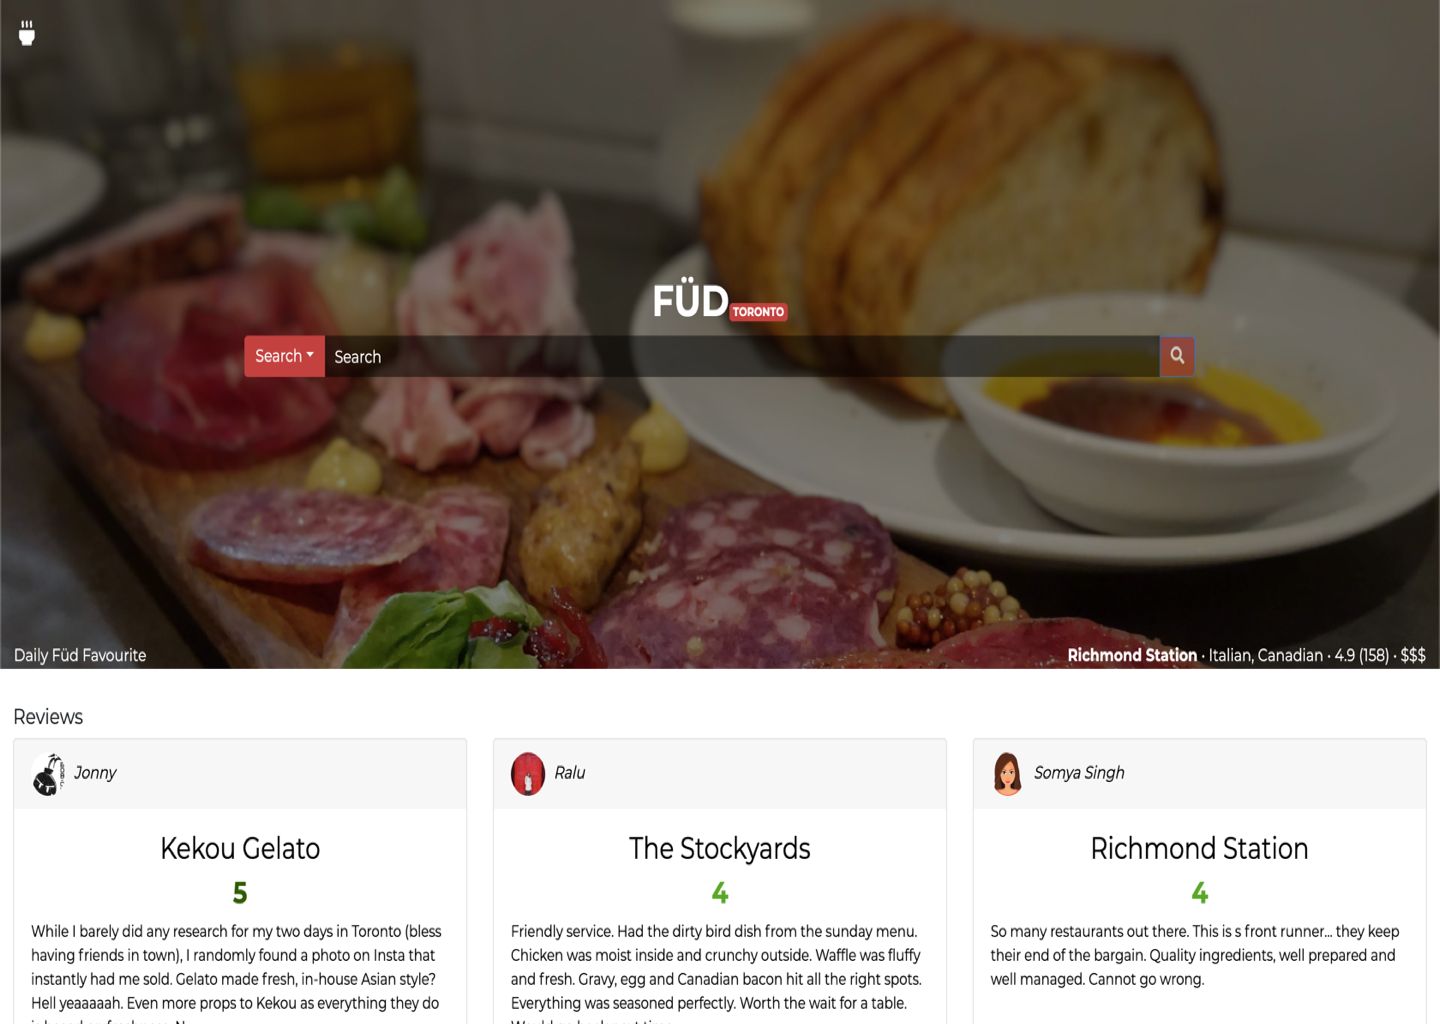 FÜD TORONTO
Search Search
Daily Füd Favourite
Richmond Station · Italian, Canadian · 4.9 (158) · $$$
Reviews
Jonny
Kekou Gelato
5
While I barely did any research for my two days in Toronto (bless
having friends in town), I randomly found a photo on Insta that
instantly had me sold. Gelato made fresh, in-house Asian style?
Hell yeaaaaah. Even more props to Kekou as everything they do
Ralu
The Stockyards
4
Friendly service. Had the dirty bird dish from the sunday menu.
Chicken was moist inside and crunchy outside. Waffle was fluffy
and fresh. Gravy, egg and Canadian bacon hit all the right spots.
Everything was seasoned perfectly. Worth the wait for a table.
Somya Singh
Richmond Station
4
So many restaurants out there. This is s front runner... they keep
their end of the bargain. Quality ingredients, well prepared and
well managed. Cannot go wrong.